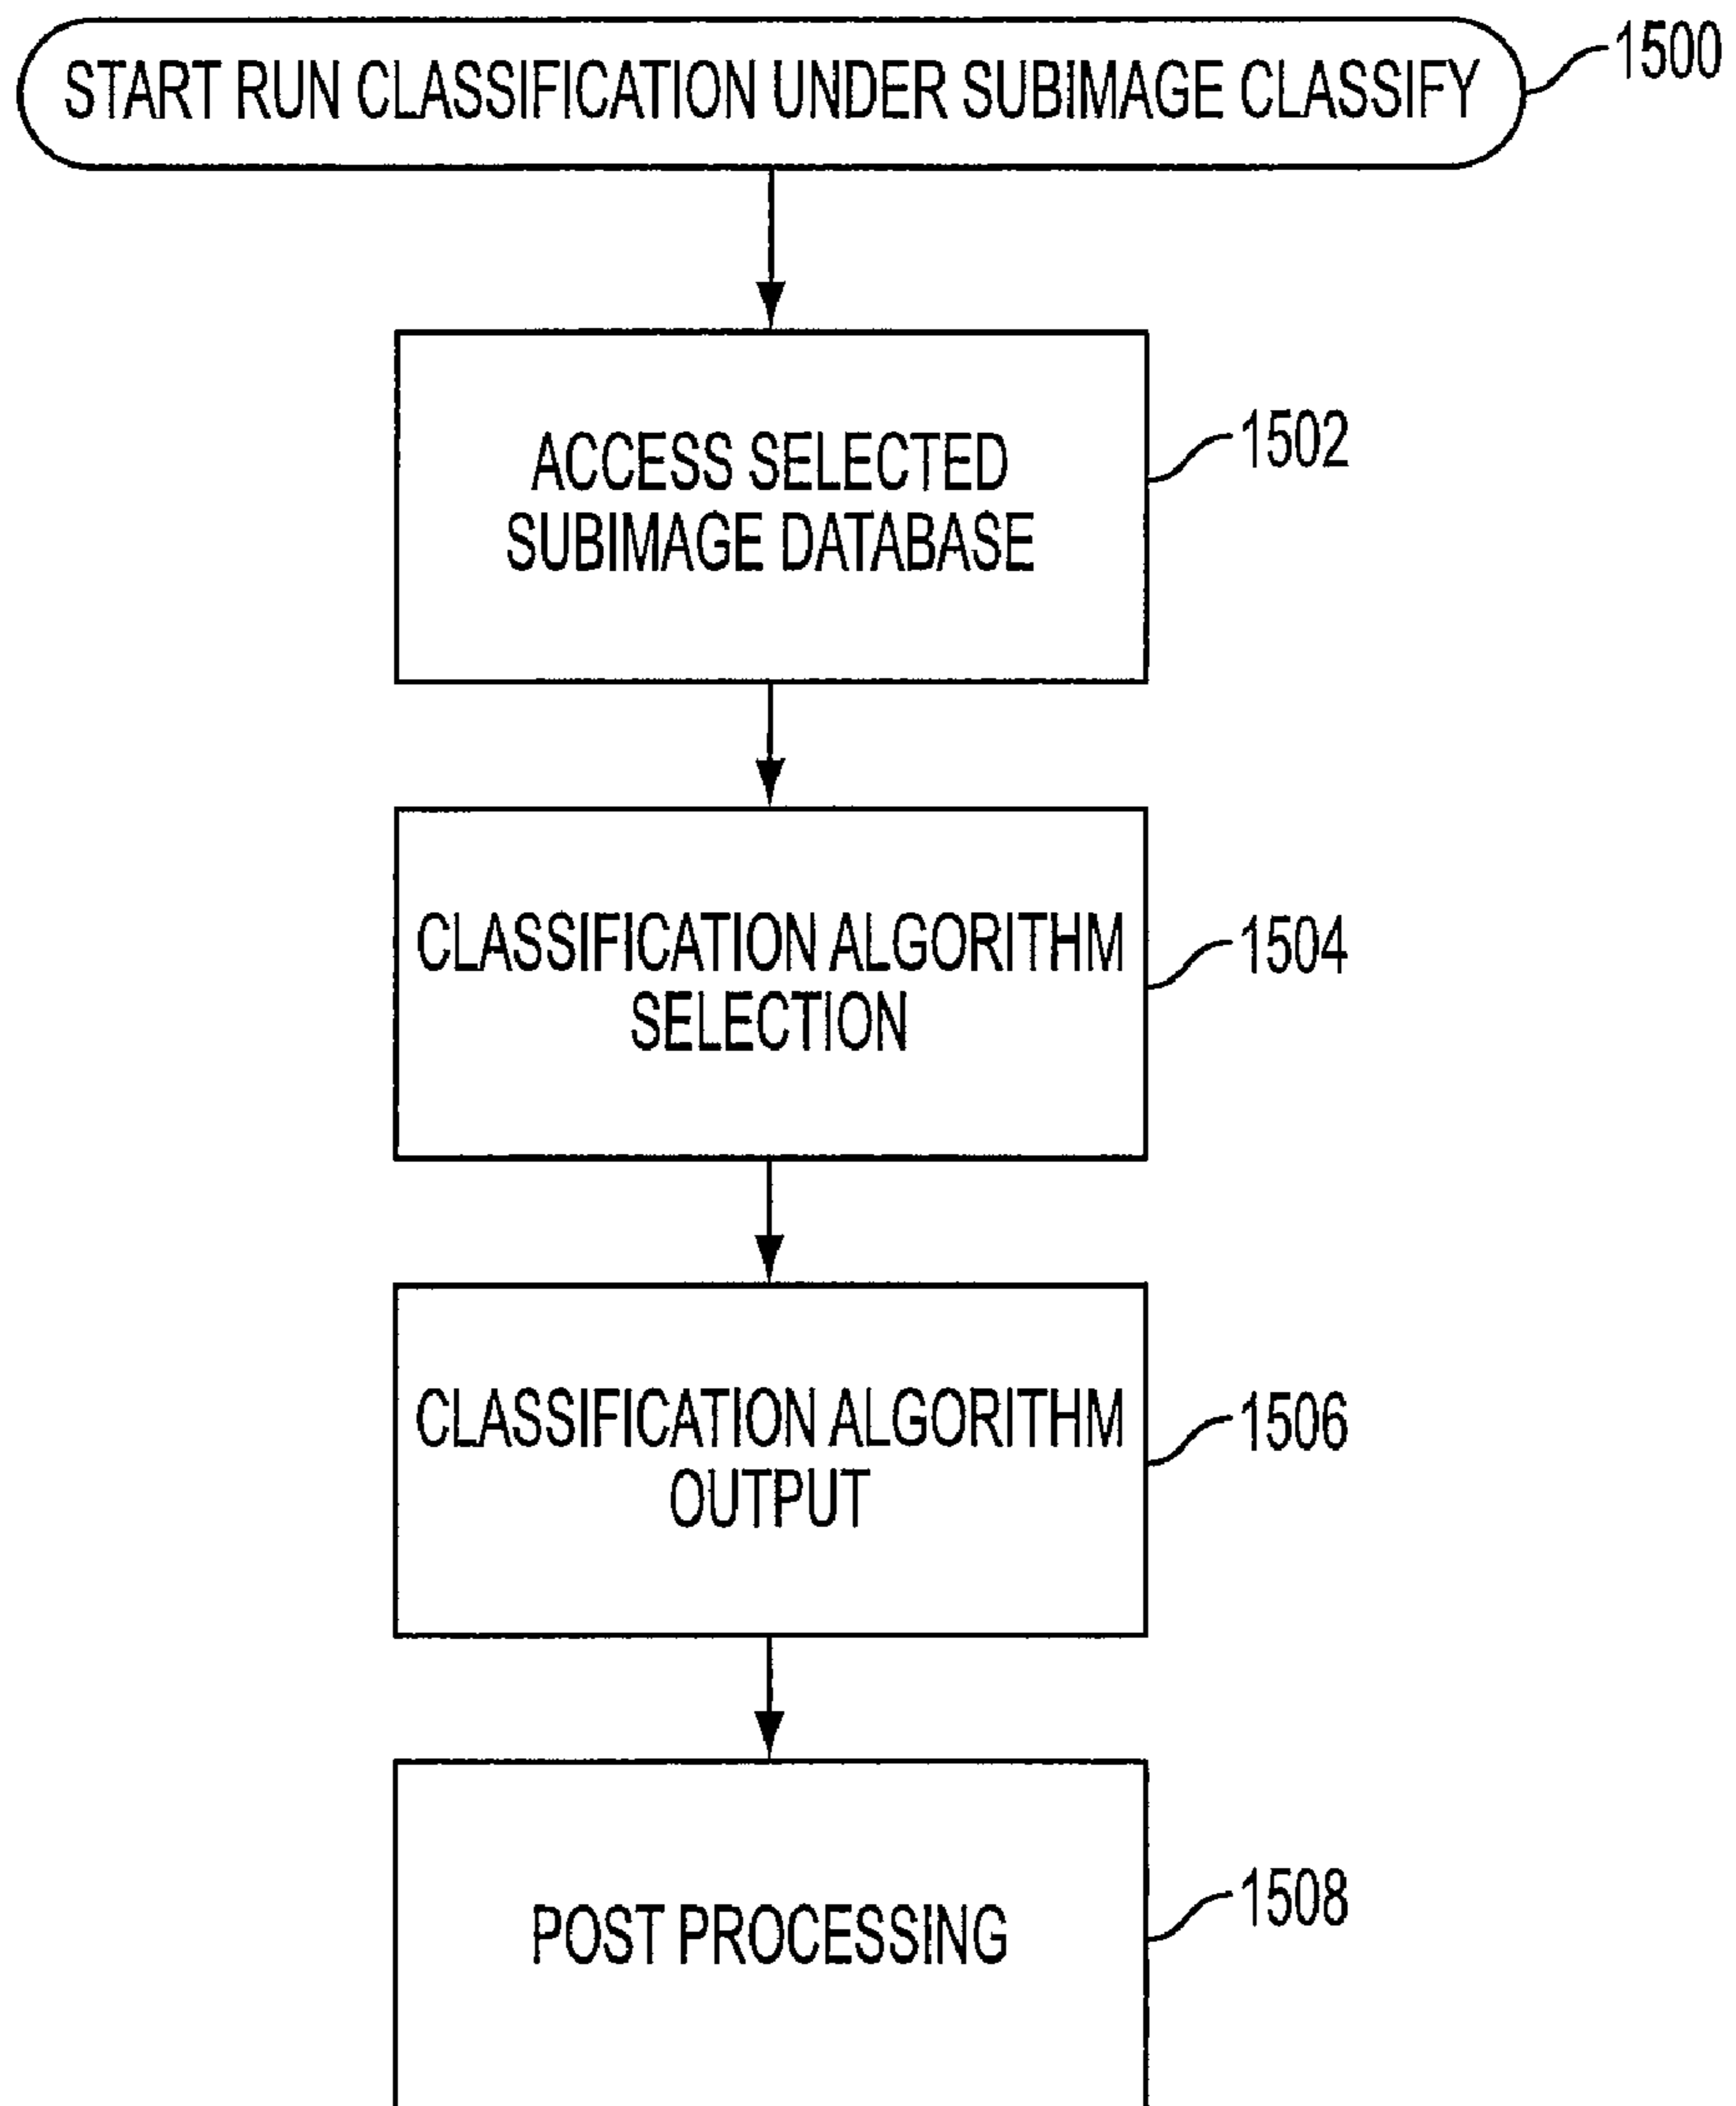 START RUN CLASSIFICATION UNDER SUBIMAGE CLASSIFY
1500
ACCESS SELECTED
SUBIMAGE DATABASE
1502
CLASSIFICATION ALGORITHM
SELECTION
1504
CLASSIFICATION ALGORITHM
OUTPUT
1506
POST PROCESSING
1508